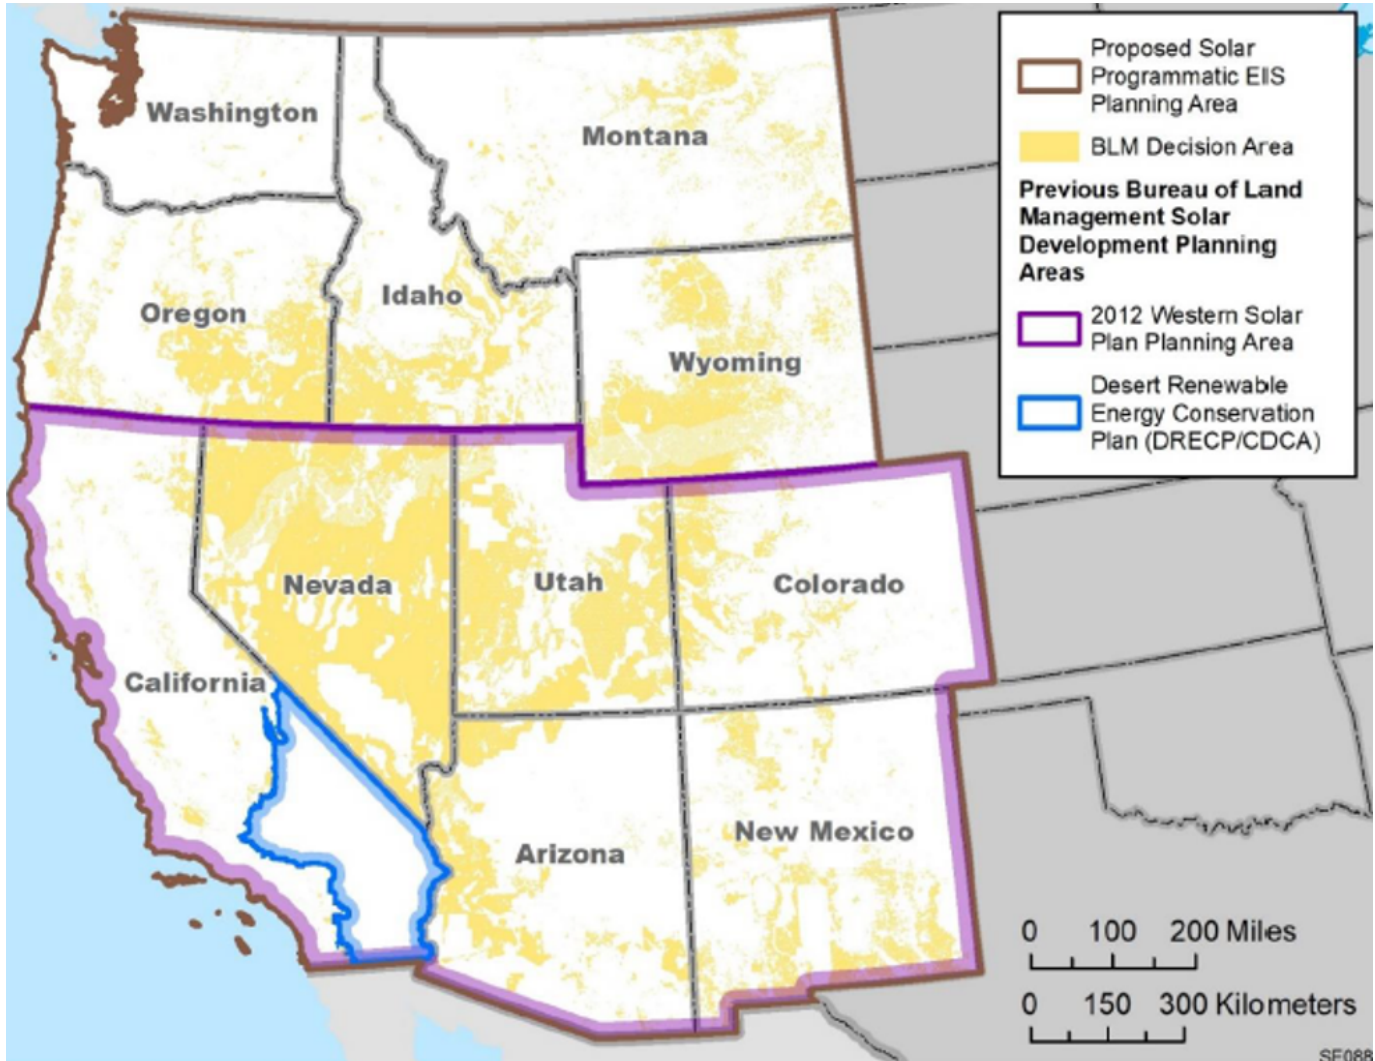 Proposed Solar
Programmatic EIIS
Planning Area
BLM Decision Area
Previous Bureau of Land
Management Solar
Development Planning
Areas
2012 Western Solar
Plan Planning Area
Desert Renewable
Energy Conservation
Plan (DRECP/CDCA)
Washington
Montana
Oregon
Idaho
Wyoming
Nevada
Utah
Colorado
California
Arizona
New Mexico
0 100 200 Miles
0 150 300 Kilometers
SE088